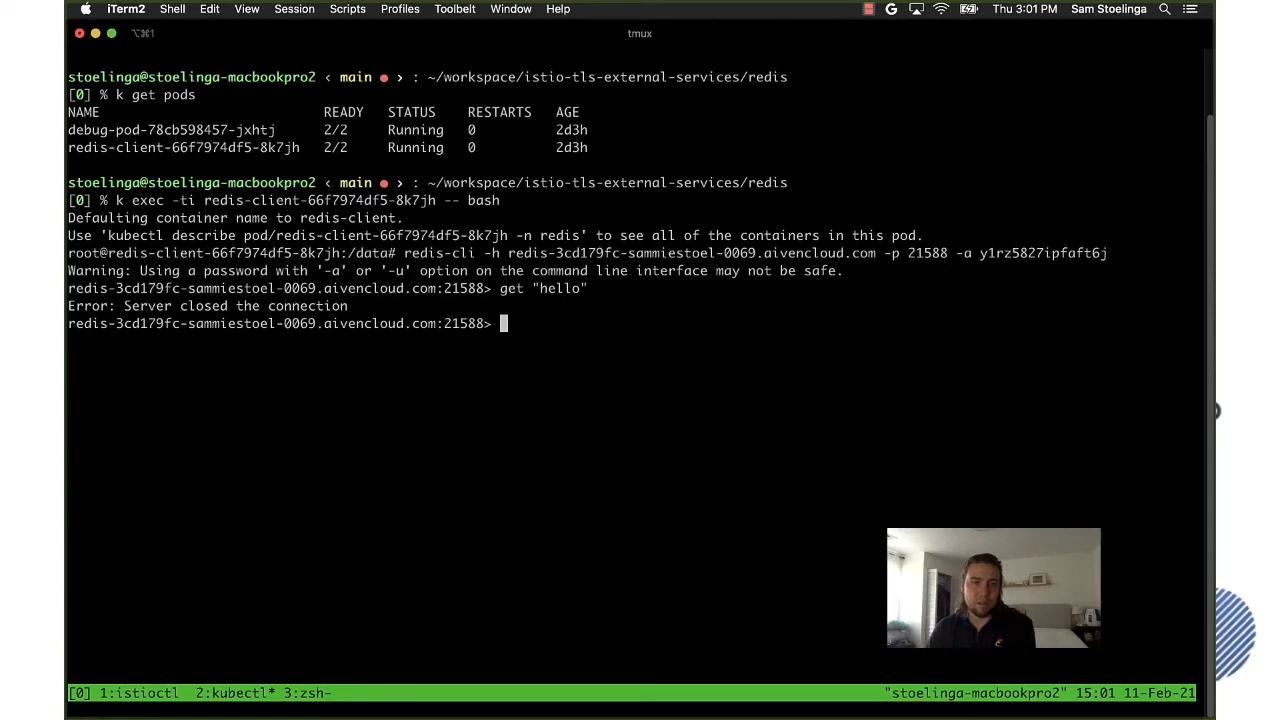 iTerm2 Shell Edit View Session Scripts Profiles Toolbelt Window Help G Thu 3:01 PM Sam Stoelinga
⌥⌘1 tmux
stoelinga@stoelinga-macbookpro2 ‹ main ● › : ~/workspace/istio-tls-external-services/redis
[0] % k get pods
NAME READY STATUS RESTARTS AGE
debug-pod-78cb598457-jxhtj 2/2 Running 0 2d3h
redis-client-66f7974df5-8k7jh 2/2 Running 0 2d3h
stoelinga@stoelinga-macbookpro2 ‹ main ● › : ~/workspace/istio-tls-external-services/redis
[0] % k exec -ti redis-client-66f7974df5-8k7jh -- bash
Defaulting container name to redis-client.
Use 'kubectl describe pod/redis-client-66f7974df5-8k7jh -n redis' to see all of the containers in this pod.
root@redis-client-66f7974df5-8k7jh:/data# redis-cli -h redis-3cd179fc-sammiestoel-0069.aivencloud.com -p 21588 -a y1rz5827ipfaft6j
Warning: Using a password with '-a' or '-u' option on the command line interface may not be safe.
redis-3cd179fc-sammiestoel-0069.aivencloud.com:21588> get "hello"
Error: Server closed the connection
redis-3cd179fc-sammiestoel-0069.aivencloud.com:21588>
[0] 1:istioctl 2:kubectl* 3:zsh- "stoelinga-macbookpro2" 15:01 11-Feb-21